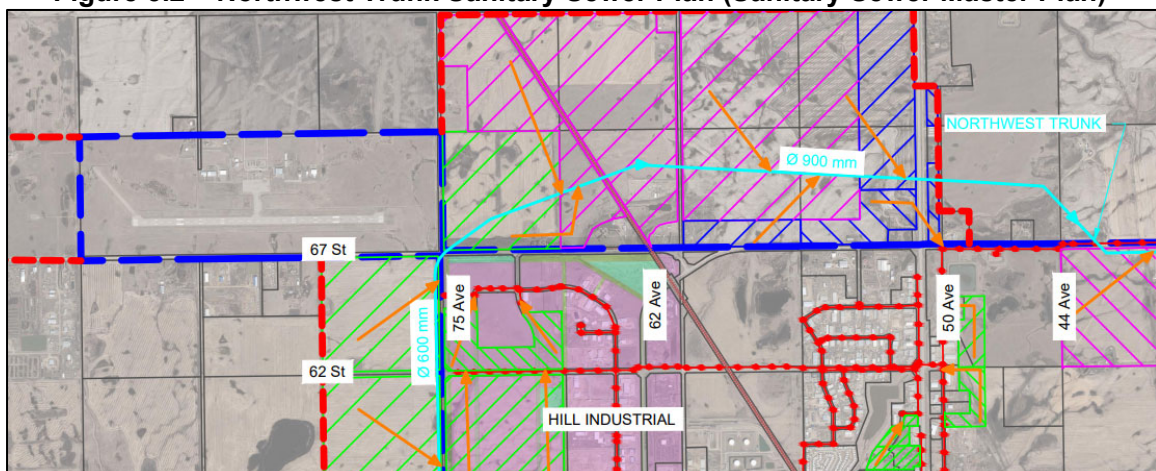 Figure 3.2 – Northwest Trunk Sanitary Sewer Plan (Sanitary Sewer Master Plan)
NORTHWEST TRUNK
Ø 900 mm
67 St
75 Ave
62 Ave
50 Ave
44 Ave
Ø 600 mm
62 St
HILL INDUSTRIAL